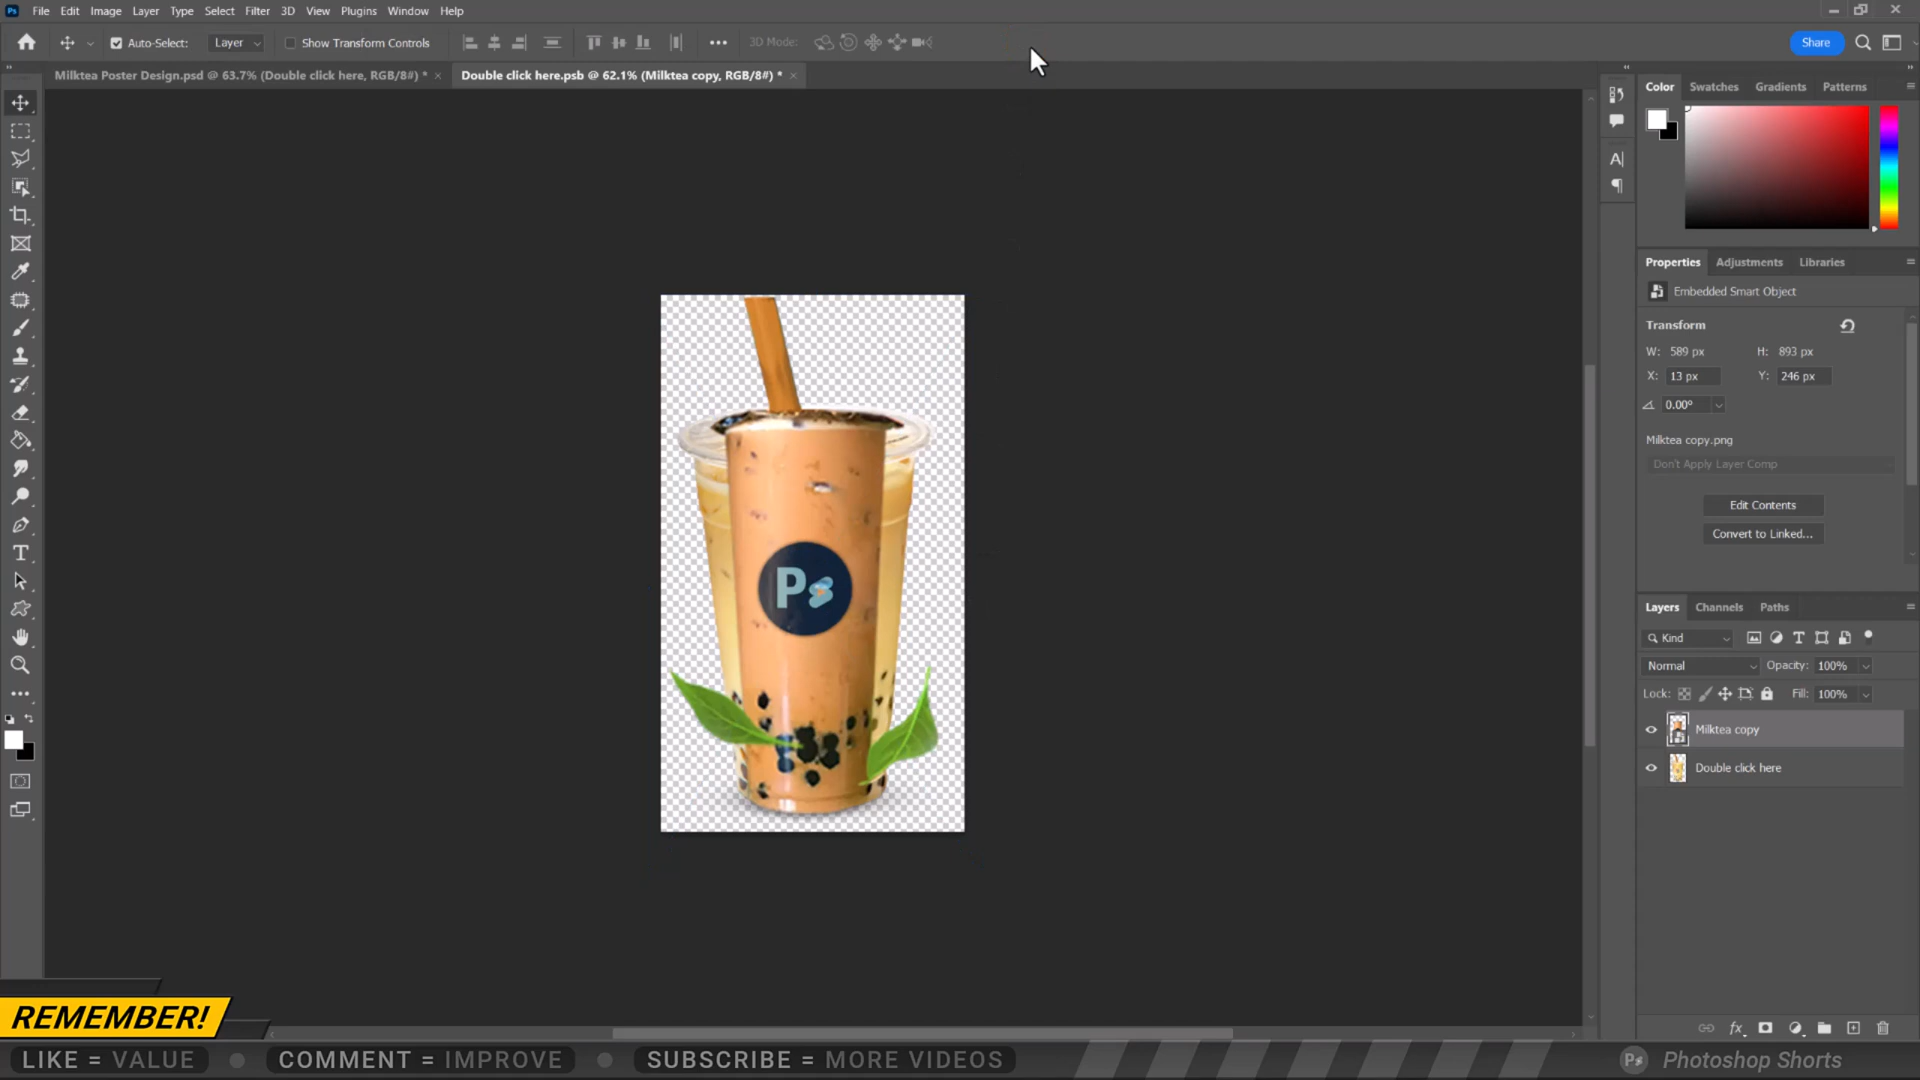 Ps File Edit Image Layer Type Select Filter 3D View Plugins Window Help
Auto-Select: Layer Show Transform Controls 3D Mode: Share
Milktea Poster Design.psd @ 63.7% (Double click here, RGB/8#) * × Double click here.psb @ 62.1% (Milktea copy, RGB/8#) * ×
Color Swatches Gradients Patterns
Properties Adjustments Libraries
Embedded Smart Object
Transform
W: 589 px H: 893 px
X: 13 px Y: 246 px
0.00°
Milktea copy.png
Don't Apply Layer Comp
Edit Contents
Convert to Linked...
Ps
Layers Channels Paths
Kind
Normal Opacity: 100%
Lock: Fill: 100%
Milktea copy
Double click here
REMEMBER!
LIKE = VALUE COMMENT = IMPROVE SUBSCRIBE = MORE VIDEOS Ps Photoshop Shorts